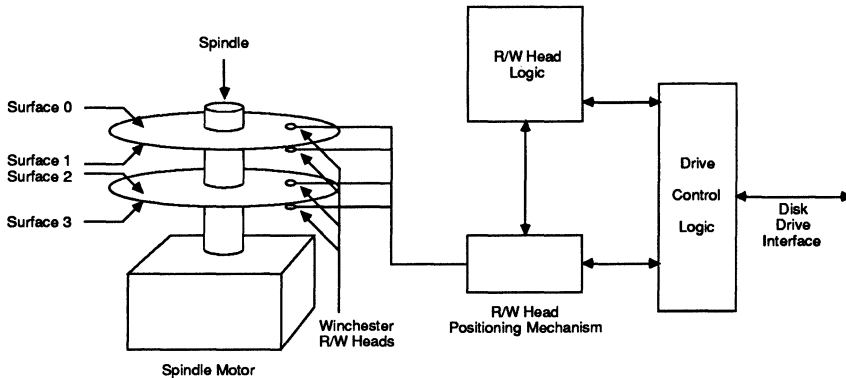 Spindle
Surface 0
Surface 1
Surface 2
Surface 3
Spindle Motor
Winchester
R/W Heads
R/W Head
Logic
R/W Head
Positioning Mechanism
Drive
Control
Logic
Disk
Drive
Interface